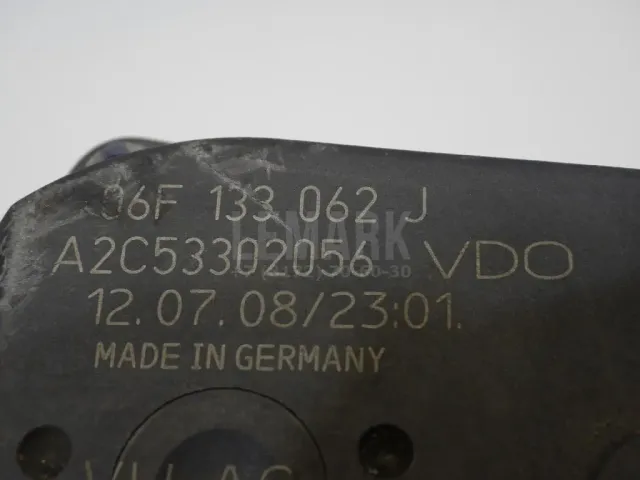 06F 133 062 J
LEMARK
A2C53302056 VDO
12.07.08/23:01.
MADE IN GERMANY